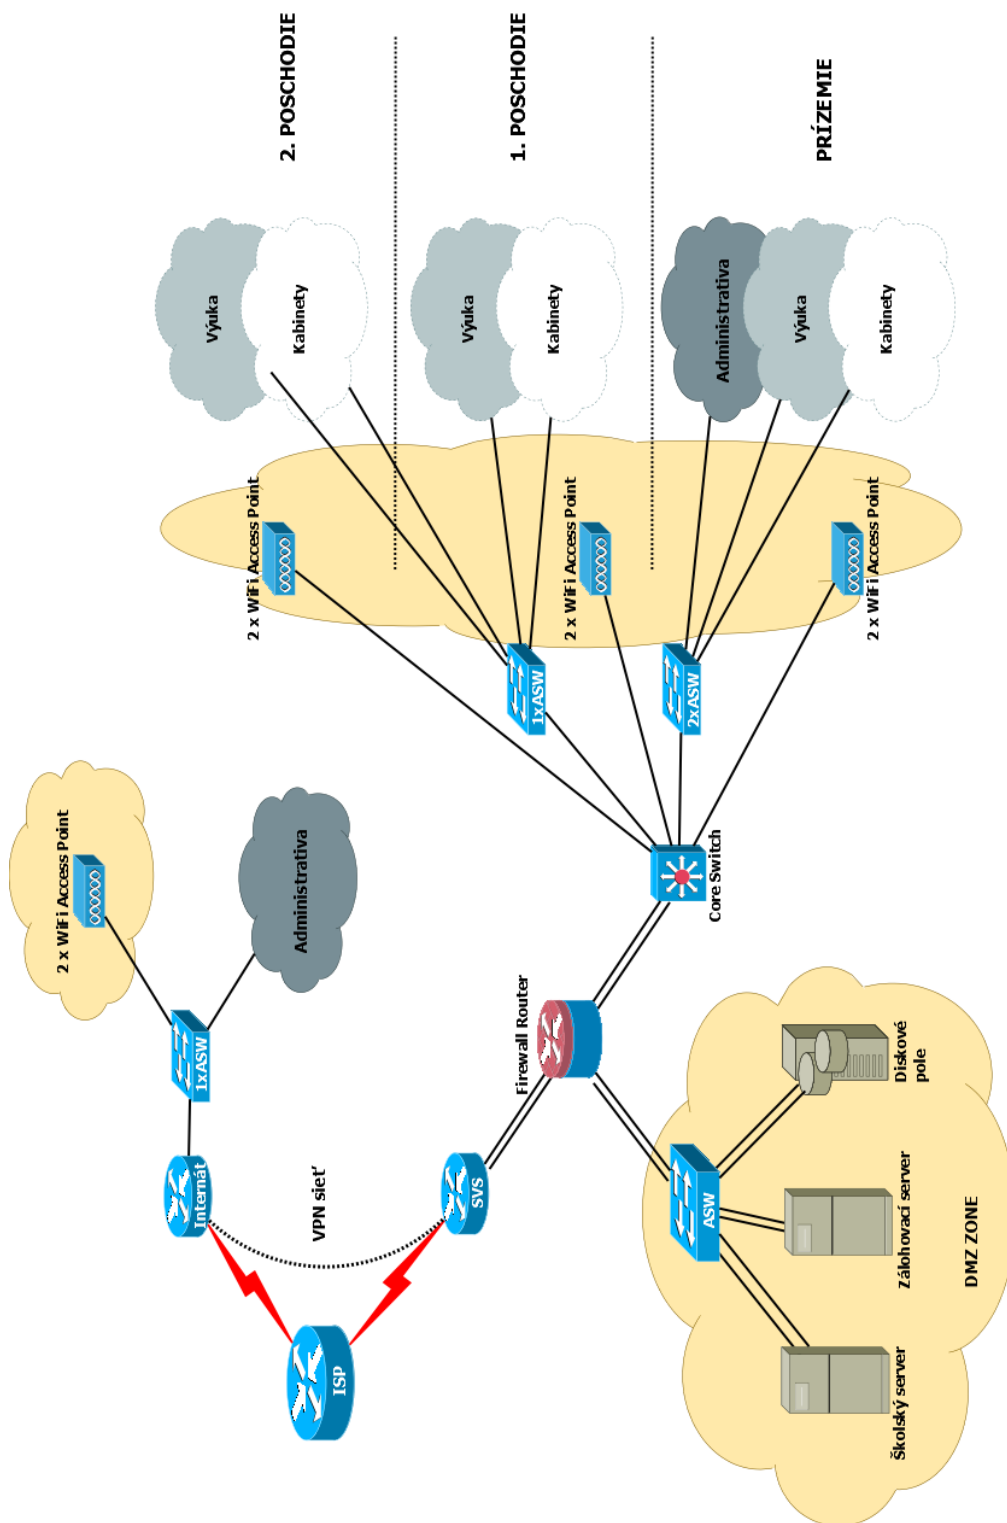 2. POSCHODIE
1. POSCHODIE
PRÍZEMIE
Výuka
Kabinety
Výuka
Kabinety
Administrativa
Výuka
Kabinety
2 x WiFi Access Point
2 x WiFi Access Point
2 x WiFi Access Point
1xASW
2xASW
2 x WiFi Access Point
Administrativa
1xASW
Core Switch
Firewall Router
Internát
VPN sieť
SVS
ISP
ASW
Diskové
pole
Zálohovací server
Školský server
DMZ ZONE